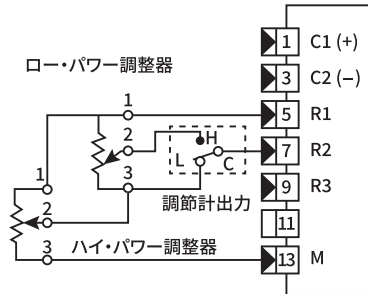 1 C1 (+)
ロー・パワー調整器
3 C2 (−)
1
5 R1
2
H
7 R2
L
C
3
1
9 R3
調節計出力
2
11
ハイ・パワー調整器
3
13 M